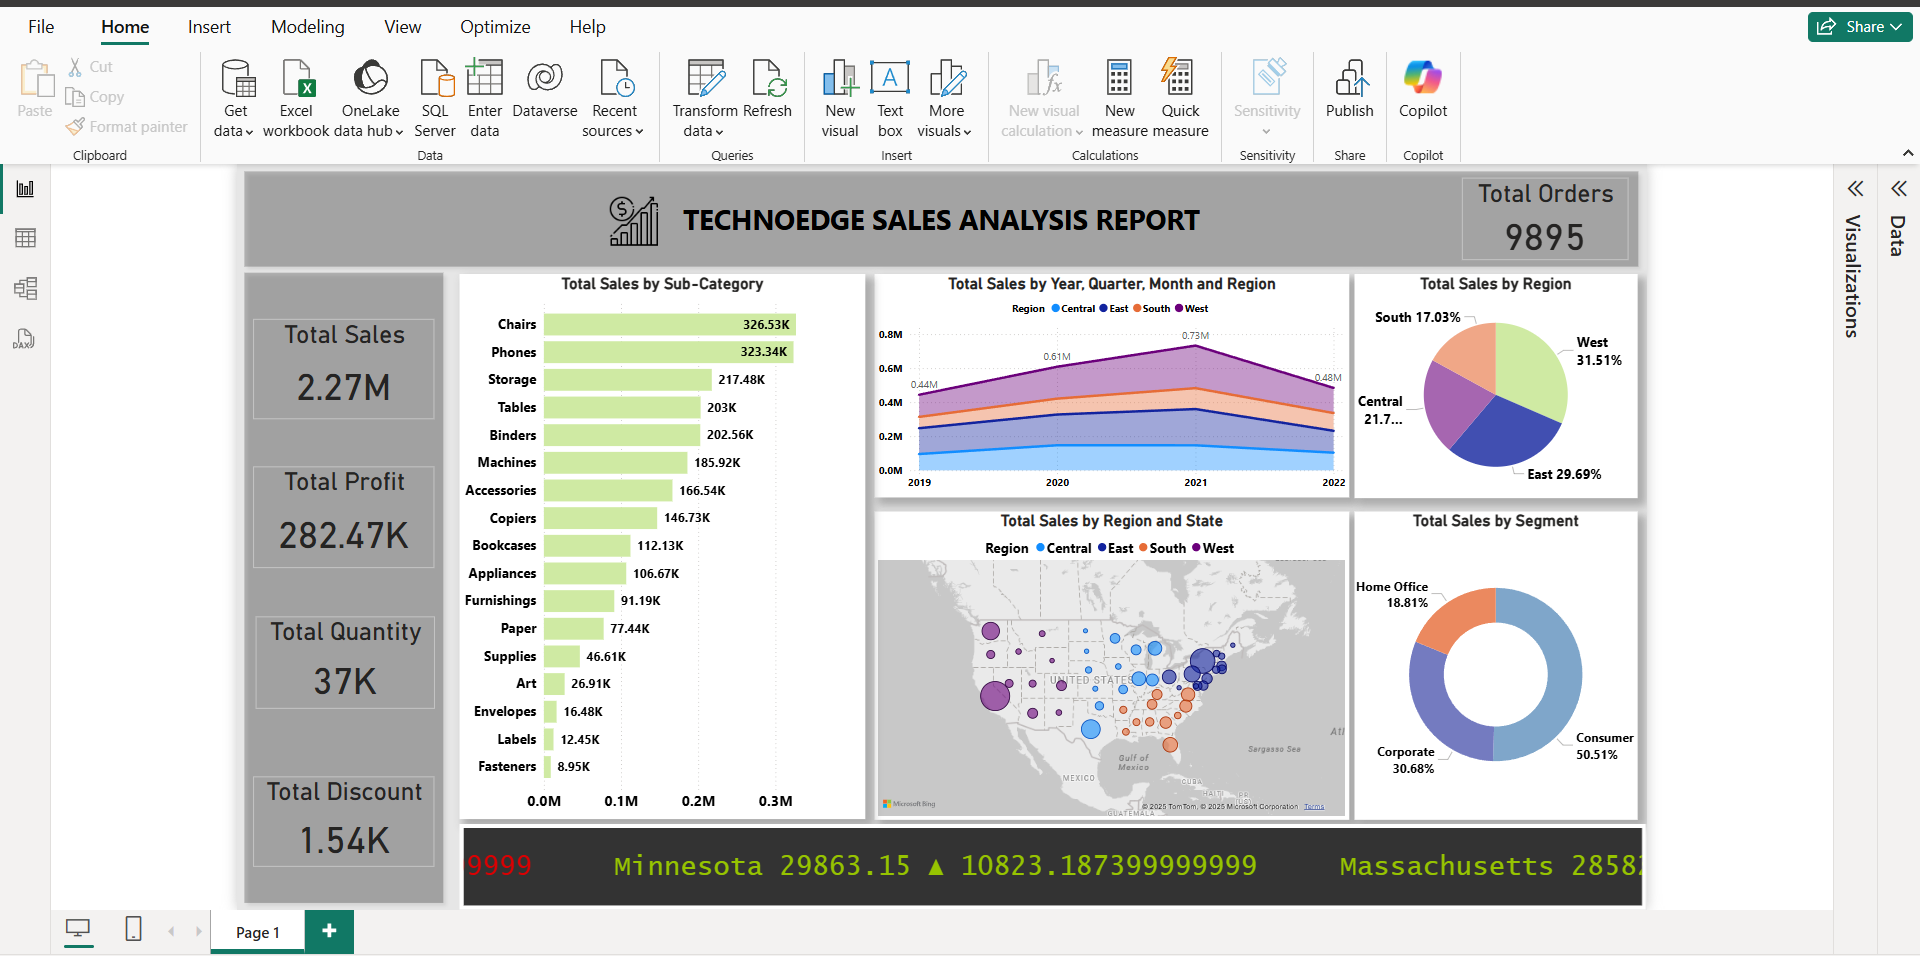 File Home Insert Modeling View Optimize Help
Share
Paste
Cut
Copy
Format painter
Clipboard
Get data
Excel workbook
OneLake data hub
SQL Server
Enter data
Dataverse
Recent sources
Data
Transform data
Refresh
Queries
New visual
Text box
More visuals
Insert
New visual calculation
New measure
Quick measure
Calculations
Sensitivity
Sensitivity
Publish
Share
Copilot
Copilot
DAX
TECHNOEDGE SALES ANALYSIS REPORT
Total Orders
9895
Visualizations
Data
Total Sales
2.27M
Total Profit
282.47K
Total Quantity
37K
Total Discount
1.54K
Total Sales by Sub-Category
Chairs 326.53K
Phones 323.34K
Storage 217.48K
Tables 203K
Binders 202.56K
Machines 185.92K
Accessories 166.54K
Copiers 146.73K
Bookcases 112.13K
Appliances 106.67K
Furnishings 91.19K
Paper 77.44K
Supplies 46.61K
Art 26.91K
Envelopes 16.48K
Labels 12.45K
Fasteners 8.95K
0.0M 0.1M 0.2M 0.3M
Total Sales by Year, Quarter, Month and Region
Region Central East South West
0.8M
0.6M
0.4M
0.2M
0.0M
0.44M
0.61M
0.73M
0.48M
2019 2020 2021 2022
Total Sales by Region
South 17.03%
West
31.51%
Central
21.7...
East 29.69%
Total Sales by Region and State
Region Central East South West
UNITED STATES
MEXICO
Gulf of
Mexico
Sargasso Sea
CUBA
HAITI
PR
GUATEMALA
Microsoft Bing
© 2025 TomTom, © 2025 Microsoft Corporation Terms
Total Sales by Segment
Home Office
18.81%
Corporate
30.68%
Consumer
50.51%
9999 Minnesota 29863.15 ▲ 10823.187399999999 Massachusetts 2858
Page 1